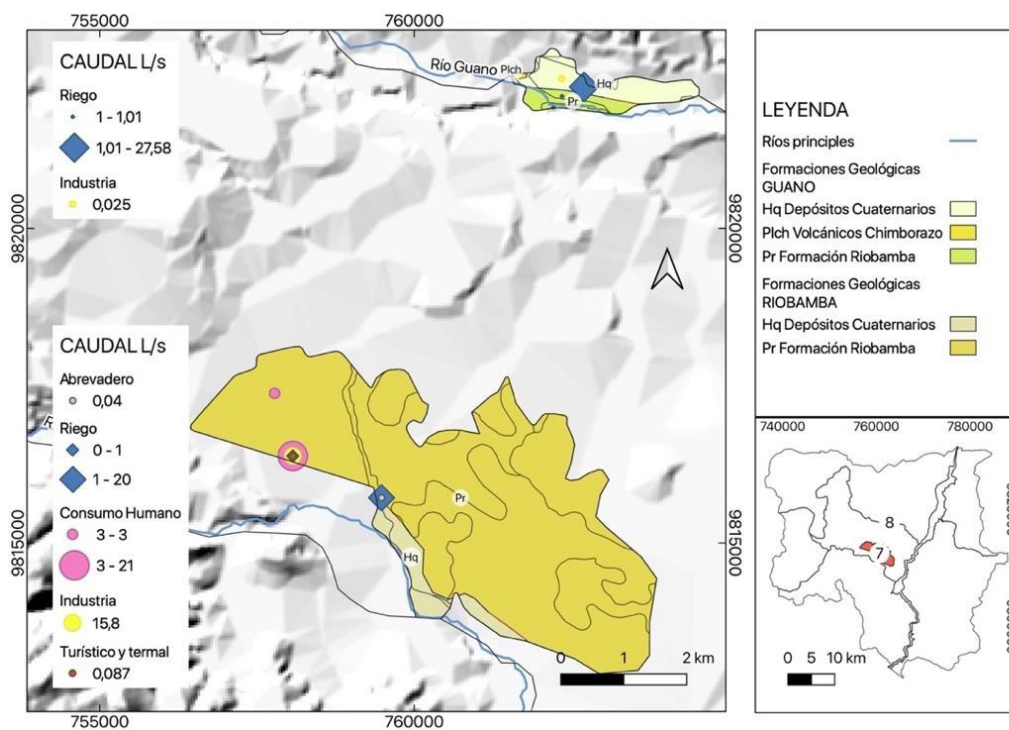 755000
760000
CAUDAL L/s
Riego
1 - 1,01
1,01 - 27,58
Industria
0,025
Río Guano
Plch
Hq
Pr
9820000
9820000
CAUDAL L/s
Abrevadero
0,04
Riego
0 - 1
1 - 20
Consumo Humano
3 - 3
3 - 21
Industria
15,8
Turístico y termal
0,087
Pr
Hq
9815000
9815000
0 1 2 km
755000
760000
LEYENDA
Ríos principles
Formaciones Geológicas
GUANO
Hq Depósitos Cuaternarios
Plch Volcánicos Chimborazo
Pr Formación Riobamba
Formaciones Geológicas
RIOBAMBA
Hq Depósitos Cuaternarios
Pr Formación Riobamba
740000
760000
780000
8
7
0 5 10 km